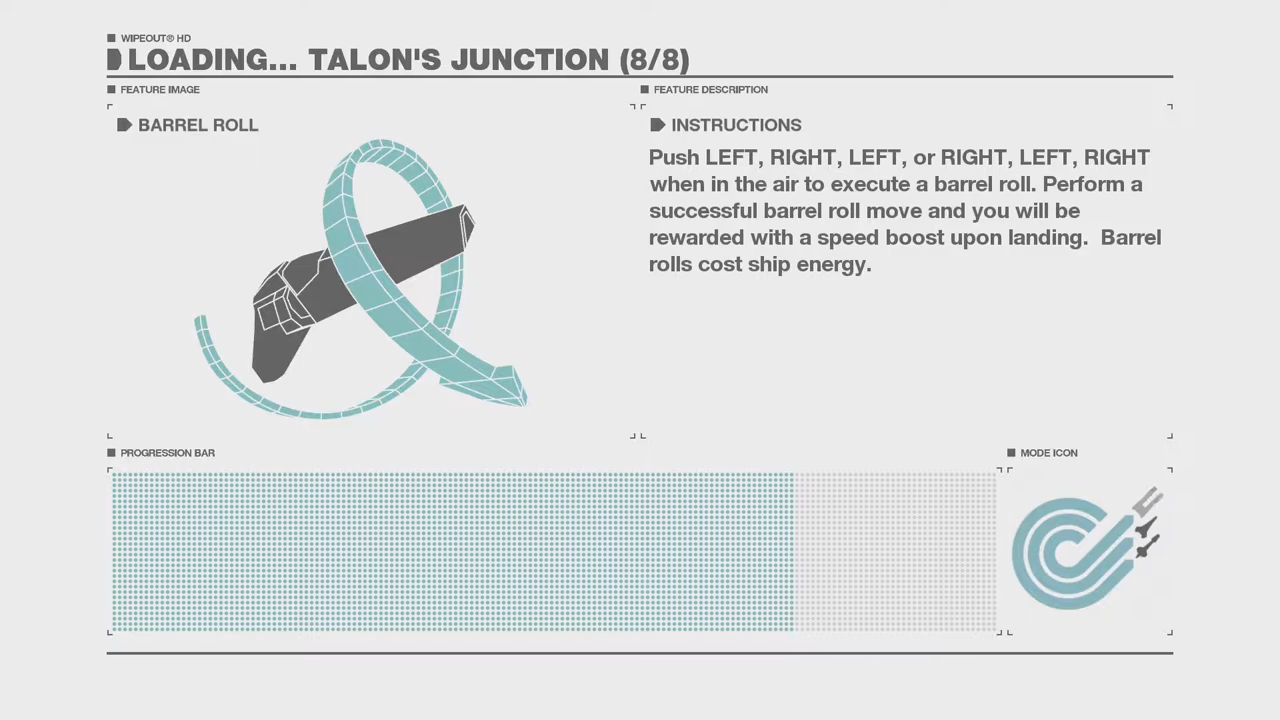 WIPEOUT® HD
LOADING... TALON'S JUNCTION (8/8)
FEATURE IMAGE
BARREL ROLL
FEATURE DESCRIPTION
INSTRUCTIONS
Push LEFT, RIGHT, LEFT, or RIGHT, LEFT, RIGHT
when in the air to execute a barrel roll. Perform a
successful barrel roll move and you will be
rewarded with a speed boost upon landing.  Barrel
rolls cost ship energy.
PROGRESSION BAR
MODE ICON